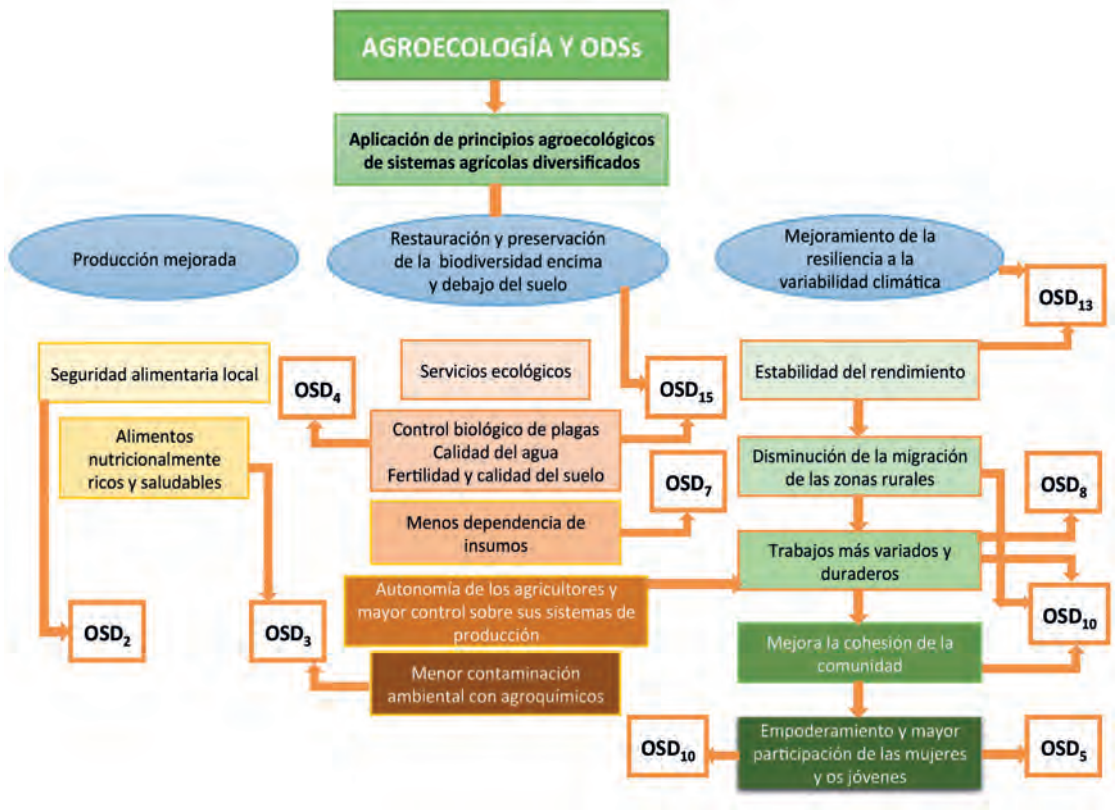 AGROECOLOGÍA Y ODSs
Aplicación de principios agroecológicos
de sistemas agrícolas diversificados
Producción mejorada
Restauración y preservación
de la biodiversidad encima
y debajo del suelo
Mejoramiento de la
resiliencia a la
variabilidad climática
OSD13
Seguridad alimentaria local
OSD4
Servicios ecológicos
OSD15
Estabilidad del rendimiento
Alimentos
nutricionalmente
ricos y saludables
Control biológico de plagas
Calidad del agua
Fertilidad y calidad del suelo
OSD7
Disminución de la migración
de las zonas rurales
OSD8
Menos dependencia de
insumos
Trabajos más variados y
duraderos
Autonomía de los agricultores y
mayor control sobre sus sistemas de
producción
OSD2
OSD3
OSD10
Mejora la cohesión de la
comunidad
Menor contaminación
ambiental con agroquímicos
OSD10
Empoderamiento y mayor
participación de las mujeres
y os jóvenes
OSD5